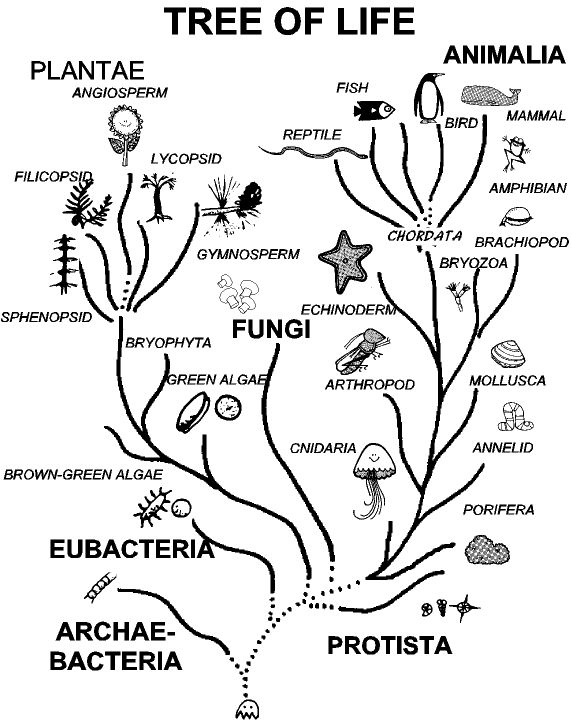 TREE OF LIFE
ANIMALIA
PLANTAE
ANGIOSPERM
FISH
BIRD
MAMMAL
REPTILE
LYCOPSID
FILICOPSID
AMPHIBIAN
CHORDATA
BRACHIOPOD
GYMNOSPERM
BRYOZOA
ECHINODERM
SPHENOPSID
FUNGI
BRYOPHYTA
GREEN ALGAE
ARTHROPOD
MOLLUSCA
CNIDARIA
ANNELID
BROWN-GREEN ALGAE
PORIFERA
EUBACTERIA
ARCHAE-
BACTERIA
PROTISTA